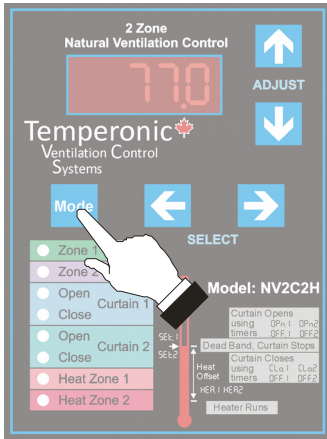 2 Zone
Natural Ventilation Control
77.0
ADJUST
Temperonic
Ventilation Control
Systems
Mode
SELECT
Zone 1
Zone 2
Open
Close
Curtain 1
Open
Close
Curtain 2
Heat Zone 1
Heat Zone 2
Model: NV2C2H
SEt1
SEt2
Heat
Offset
HEA1 HEA2
Curtain Opens
using OPn1 OPn2
timers OFF1 OFF2
Dead Band, Curtain Stops
Curtain Closes
using CLo1 CLo2
timers OFF1 OFF2
Heater Runs